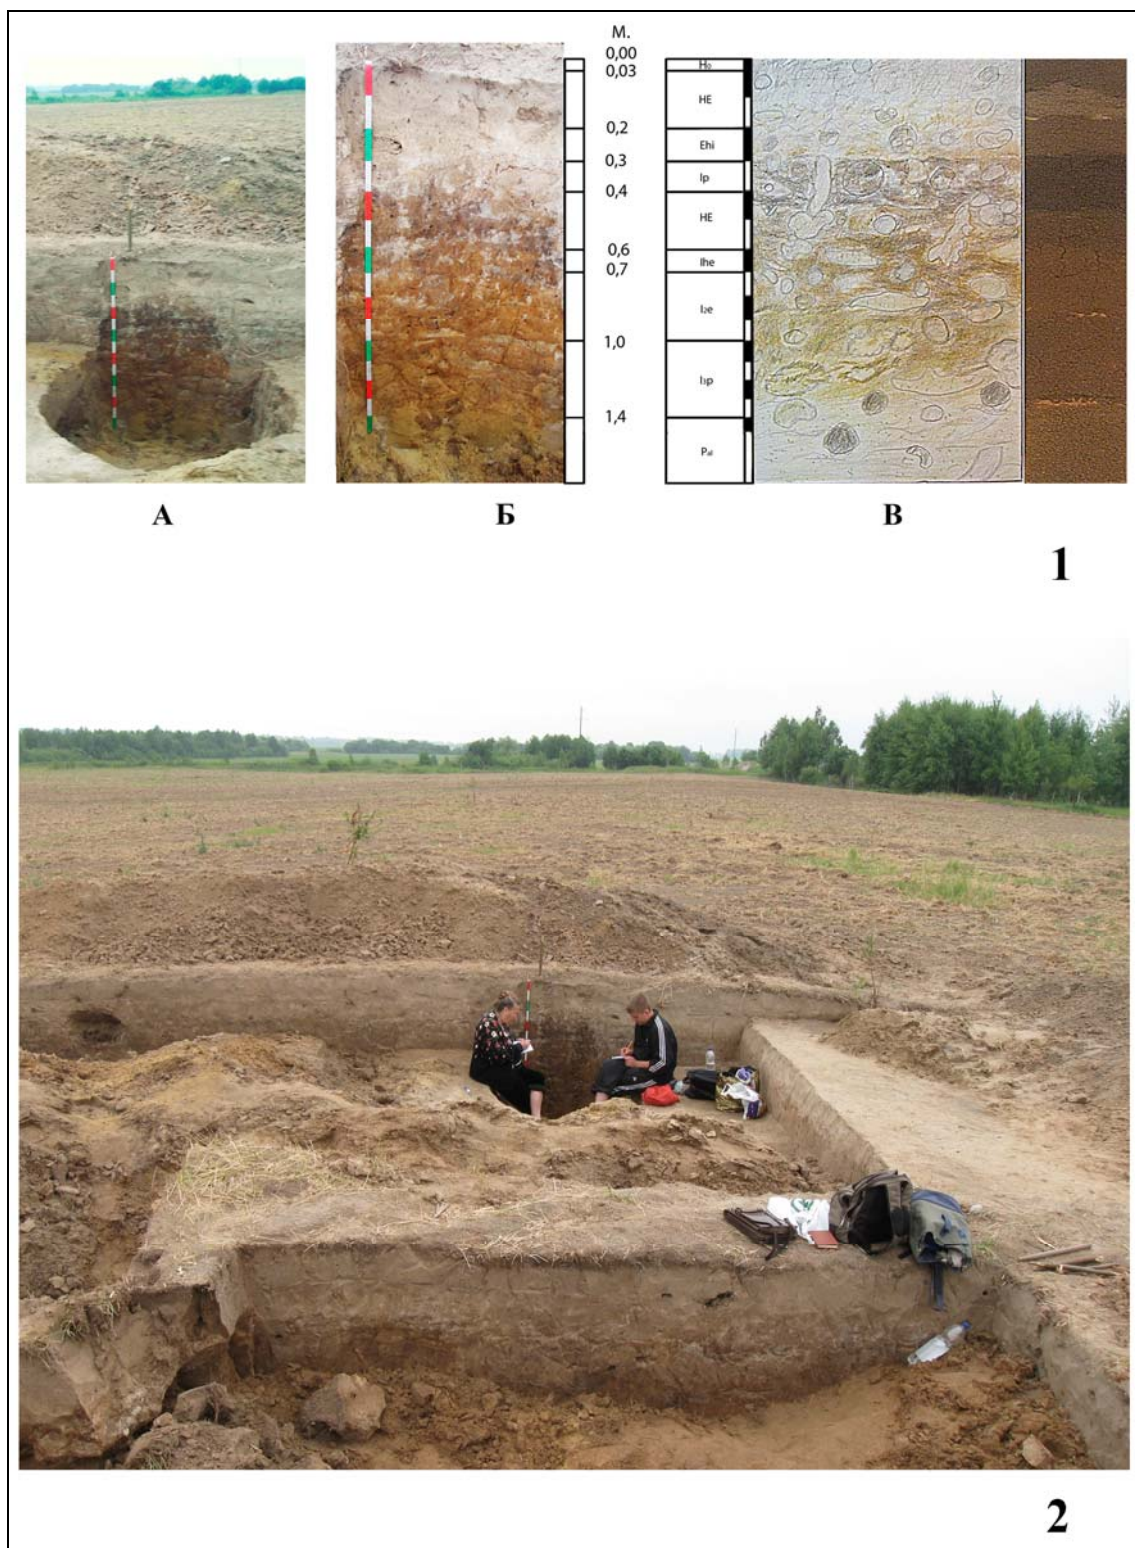 М.
0,00
0,03
0,2
0,3
0,4
0,6
0,7
1,0
1,4
H₀
HE
Ehi
Ip
HE
Ihe
I₂e
I₃p
Pal
А
Б
В
1
2